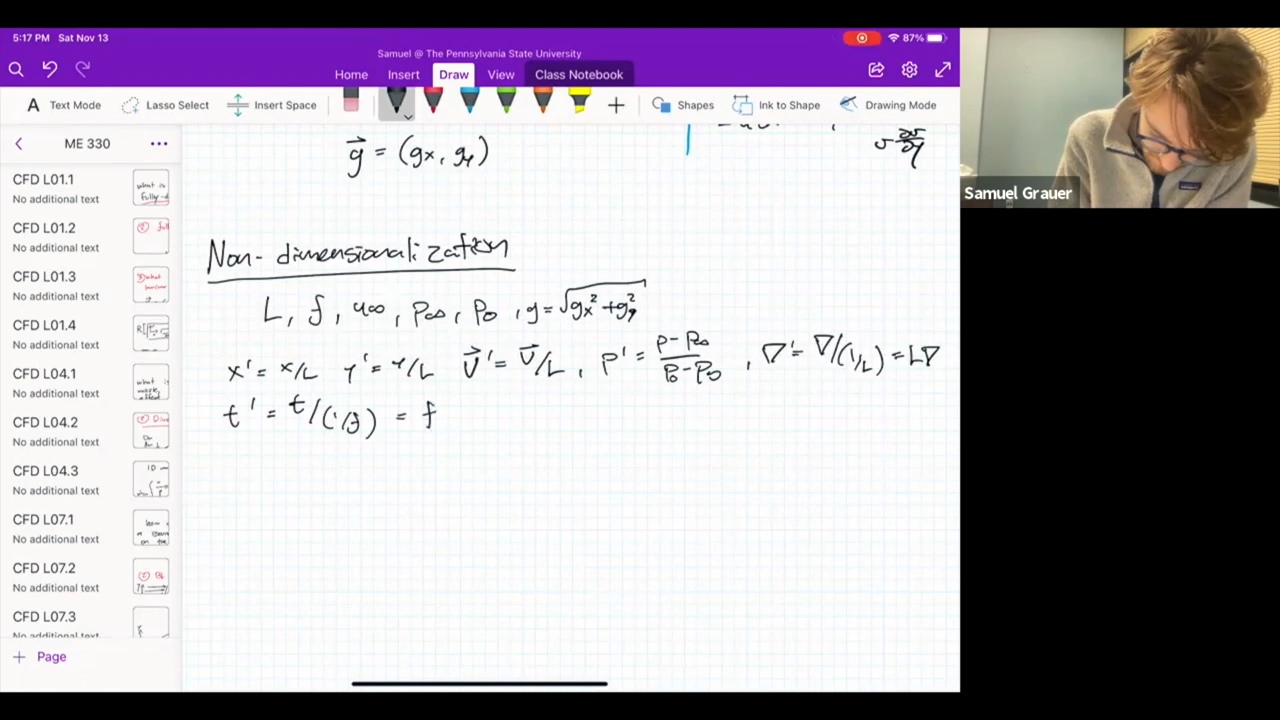 5:17 PM Sat Nov 13
87%
Samuel @ The Pennsylvania State University
Home Insert Draw View Class Notebook
A Text Mode Lasso Select Insert Space Shapes Ink to Shape Drawing Mode
ME 330
CFD L01.1
No additional text
CFD L01.2
No additional text
CFD L01.3
No additional text
CFD L01.4
No additional text
CFD L04.1
No additional text
CFD L04.2
No additional text
CFD L04.3
No additional text
CFD L07.1
No additional text
CFD L07.2
No additional text
CFD L07.3
No additional text
+ Page
g⃗ = (gx, gy)
Non-dimensionalization
L, f, u∞, p∞, p0, g = √(gx² + gy²)
x' = x/L y' = y/L V⃗' = V⃗/L, p' = (p - p∞)/(p0 - p∞), ∇' = ∇/(1/L) = L∇
t' = t/(1/f) = f
Samuel Grauer